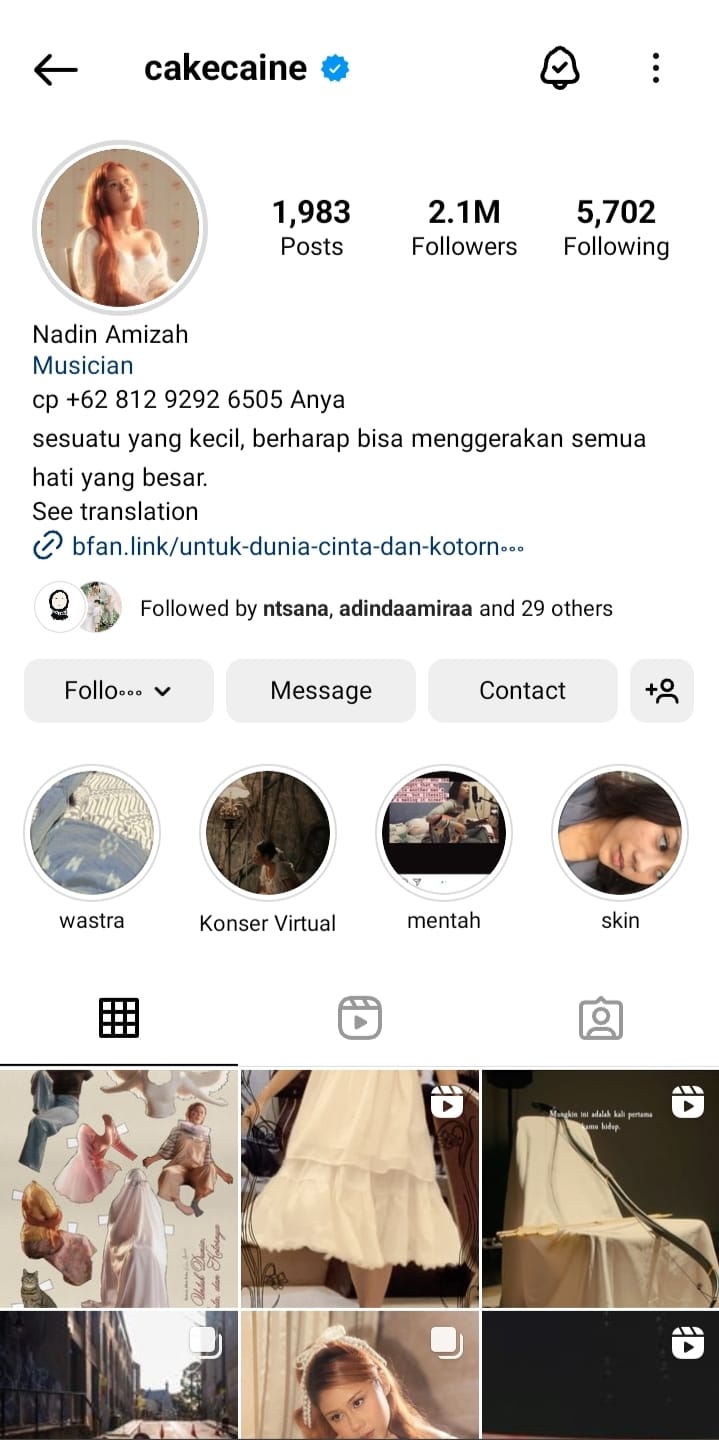 cakecaine
1,983 2.1M 5,702
Posts Followers Following
Nadin Amizah
Musician
cp +62 812 9292 6505 Anya
sesuatu yang kecil, berharap bisa menggerakan semua
hati yang besar.
See translation
bfan.link/untuk-dunia-cinta-dan-kotorn...
Followed by ntsana, adindaamiraa and 29 others
Follo... Message Contact
wastra Konser Virtual mentah skin
Mungkin ini adalah kali pertama
kamu hidup.